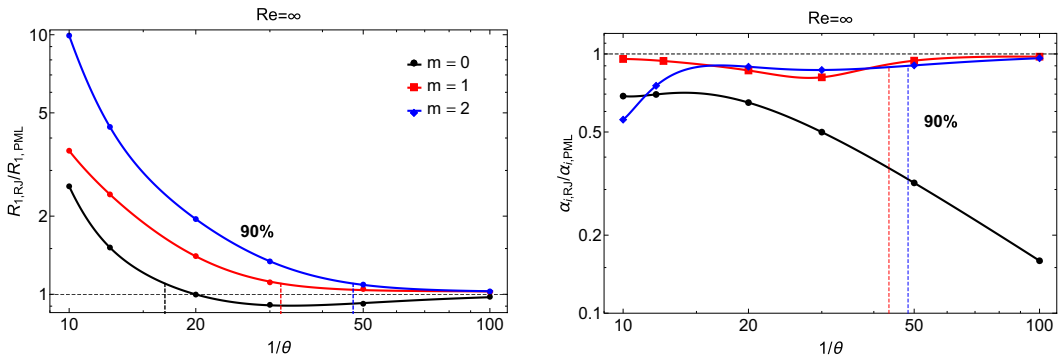 Re=∞
R1,RJ/R1,PML
10
5
2
1
m = 0
m = 1
m = 2
90%
10 20 50 100
1/θ
Re=∞
αi,RJ/αi,PML
1
0.5
0.2
0.1
90%
10 20 50 100
1/θ